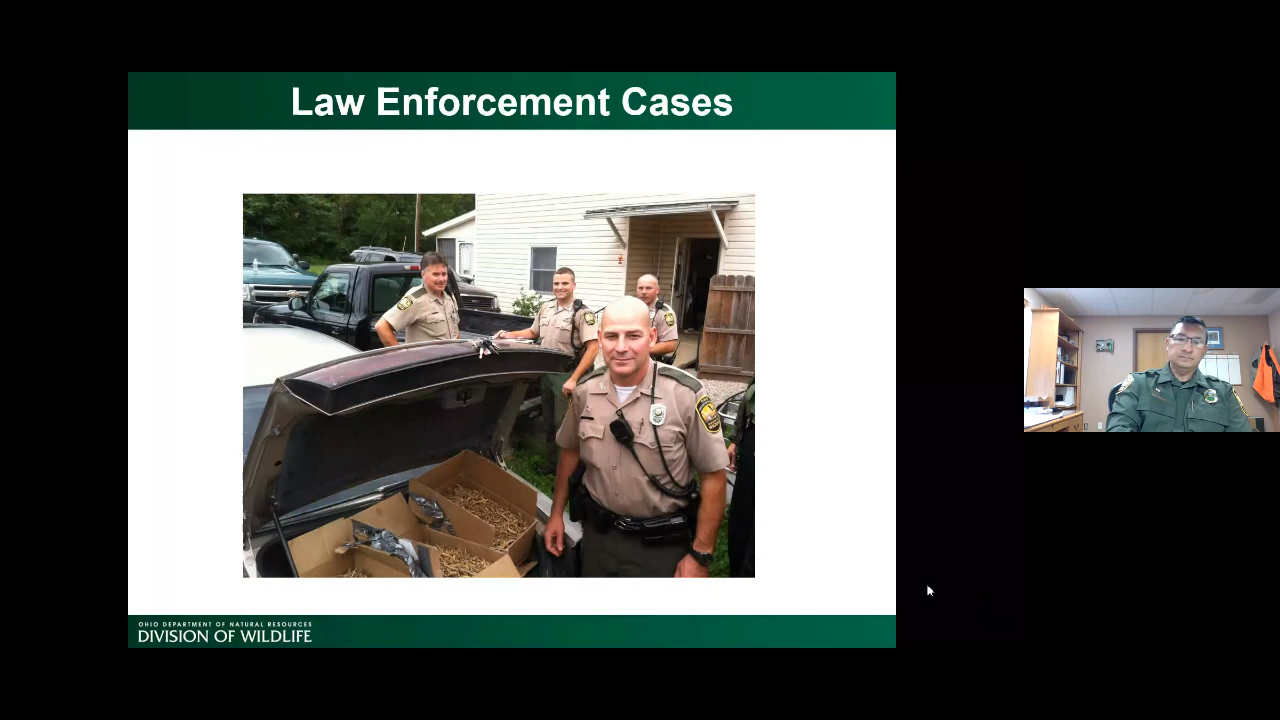 Law Enforcement Cases
OHIO DEPARTMENT OF NATURAL RESOURCES
DIVISION OF WILDLIFE